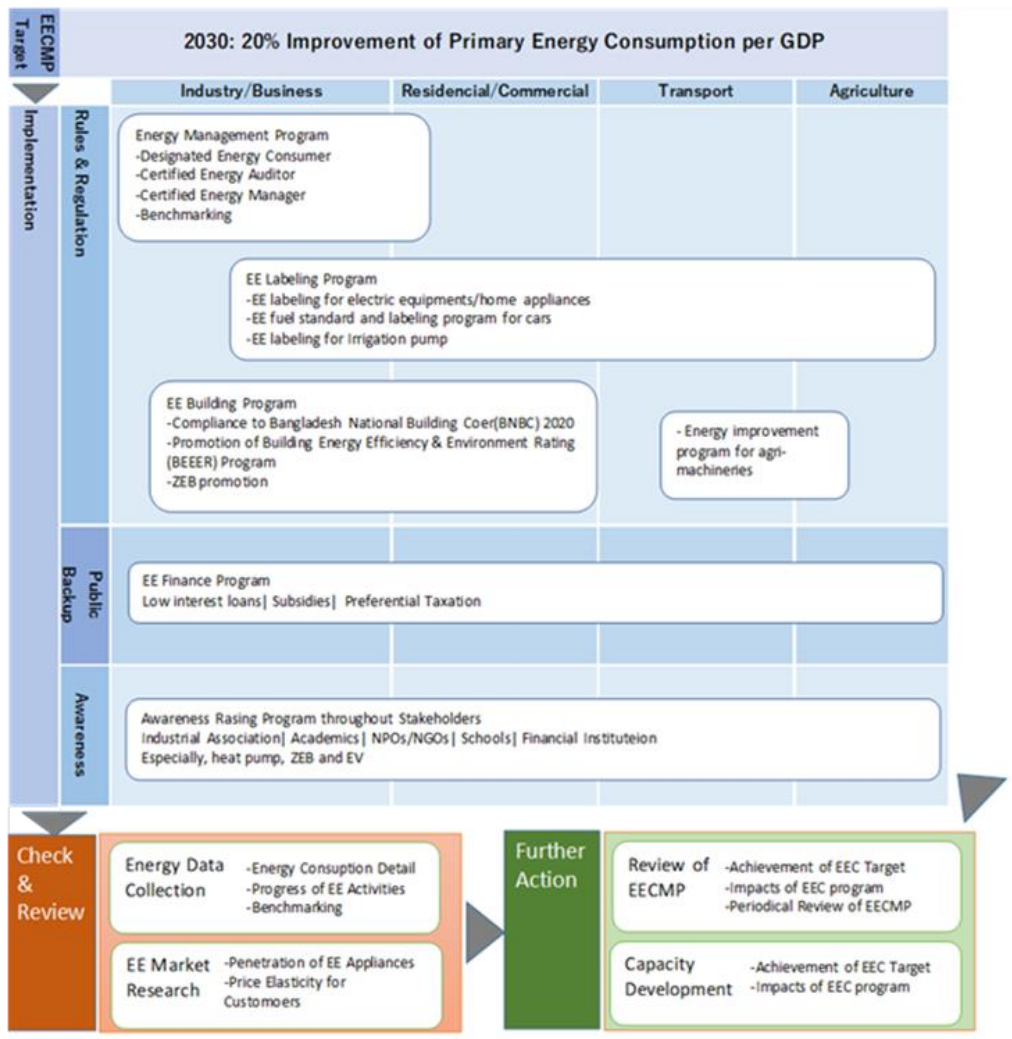 EECMP
Target
2030: 20% Improvement of Primary Energy Consumption per GDP
Industry/Business
Residencial/Commercial
Transport
Agriculture
Implementation
Rules & Regulation
Energy Management Program
-Designated Energy Consumer
-Certified Energy Auditor
-Certified Energy Manager
-Benchmarking
EE Labeling Program
-EE labeling for electric equipments/home appliances
-EE fuel standard and labeling program for cars
-EE labeling for Irrigation pump
EE Building Program
-Compliance to Bangladesh National Building Coer(BNBC) 2020
-Promotion of Building Energy Efficiency & Environment Rating
(BEEER) Program
-ZEB promotion
- Energy improvement
program for agri-
machineries
Public
Backup
EE Finance Program
Low interest loans| Subsidies| Preferential Taxation
Awareness
Awareness Rasing Program throughout Stakeholders
Industrial Association| Academics| NPOs/NGOs| Schools| Financial Instituteion
Especially, heat pump, ZEB and EV
Check
&
Review
Energy Data
Collection
-Energy Consuption Detail
-Progress of EE Activities
-Benchmarking
EE Market
Research
-Penetration of EE Appliances
-Price Elasticity for
Customoers
Further
Action
Review of
EECMP
-Achievement of EEC Target
-Impacts of EEC program
-Periodical Review of EECMP
Capacity
Development
-Achievement of EEC Target
-Impacts of EEC program